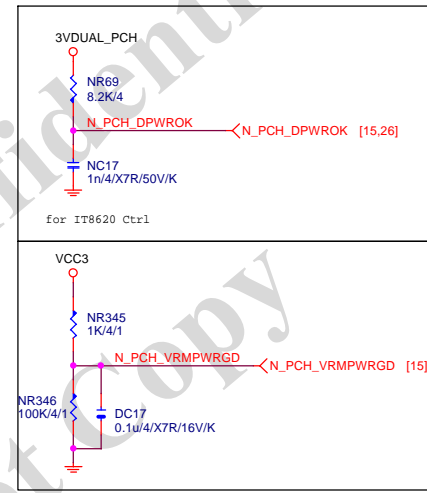 3VDUAL_PCH
NR69
8.2K/4
N_PCH_DPWROK
N_PCH_DPWROK [15,26]
NC17
1n/4/X7R/50V/K
for IT8620 Ctrl
VCC3
NR345
1K/4/1
N_PCH_VRMPWRGD
N_PCH_VRMPWRGD [15]
NR346
100K/4/1
DC17
0.1u/4/X7R/16V/K
Copy